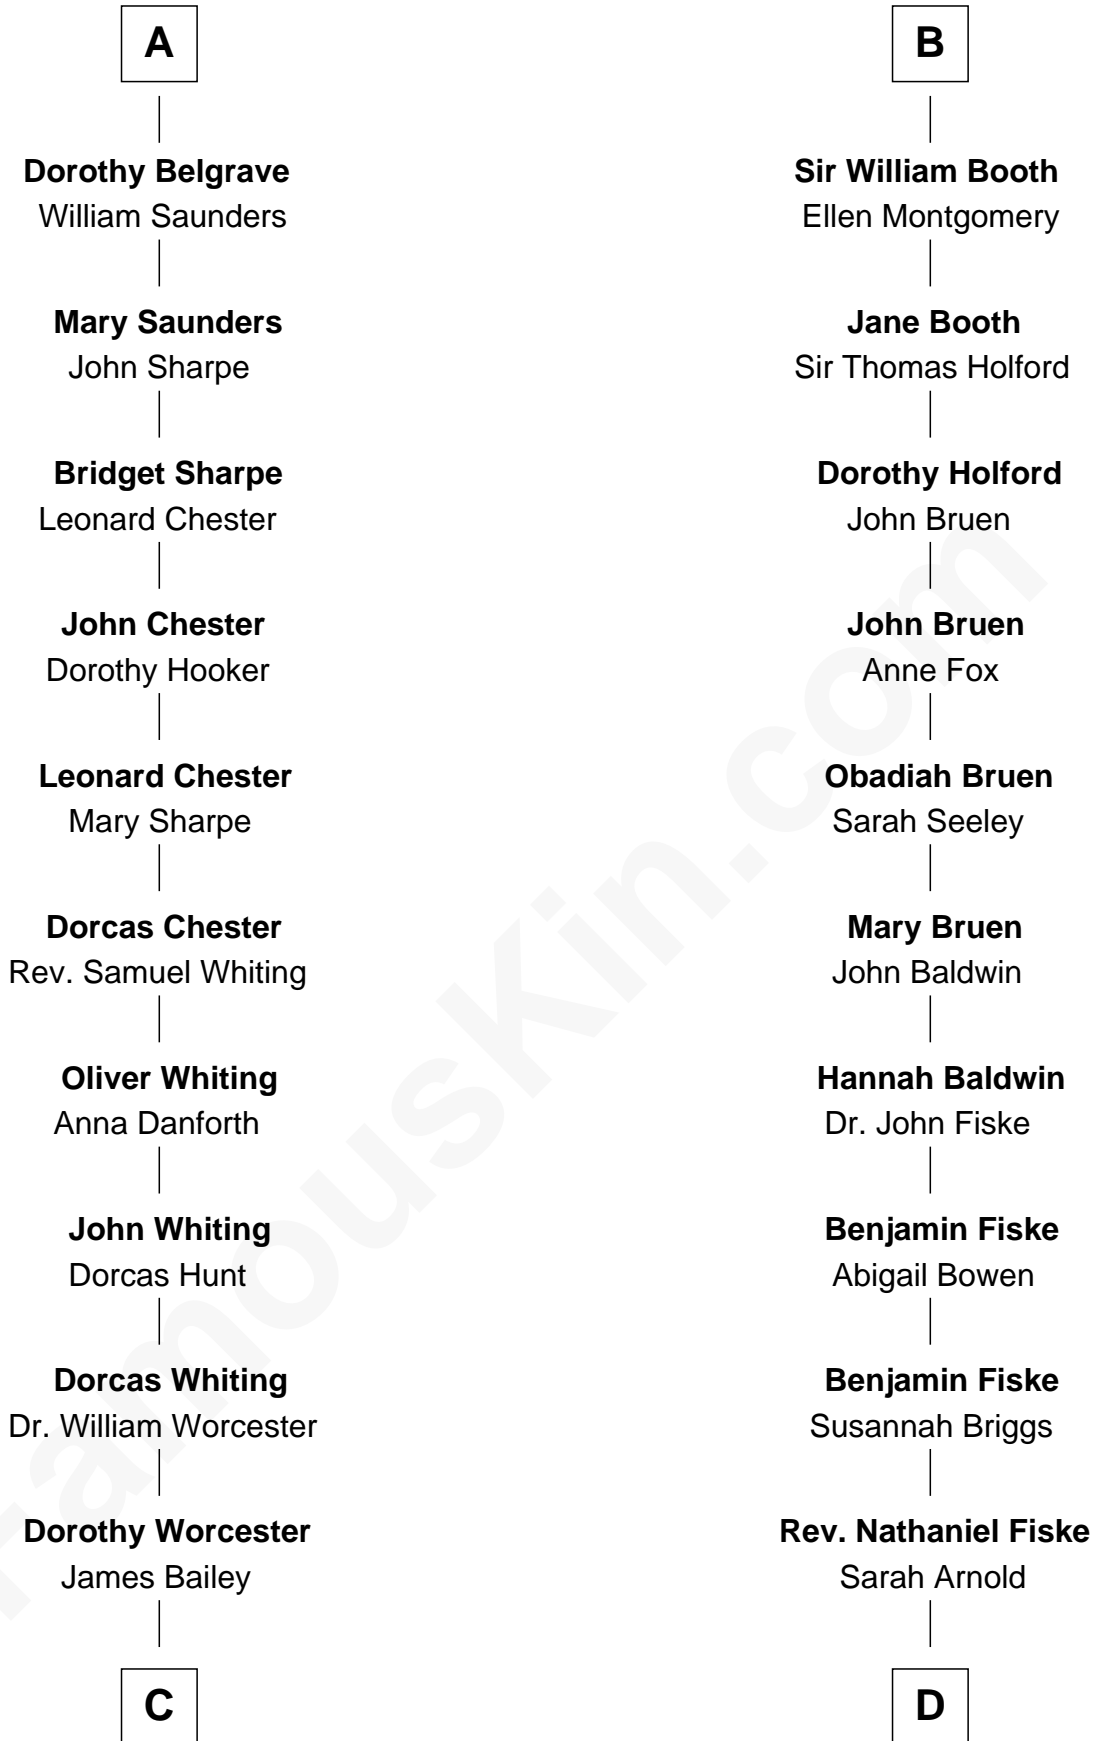 A
Dorothy Belgrave
William Saunders
Mary Saunders
John Sharpe
Bridget Sharpe
Leonard Chester
John Chester
Dorothy Hooker
Leonard Chester
Mary Sharpe
Dorcas Chester
Rev. Samuel Whiting
Oliver Whiting
Anna Danforth
John Whiting
Dorcas Hunt
Dorcas Whiting
Dr. William Worcester
Dorothy Worcester
James Bailey
C
B
Sir William Booth
Ellen Montgomery
Jane Booth
Sir Thomas Holford
Dorothy Holford
John Bruen
John Bruen
Anne Fox
Obadiah Bruen
Sarah Seeley
Mary Bruen
John Baldwin
Hannah Baldwin
Dr. John Fiske
Benjamin Fiske
Abigail Bowen
Benjamin Fiske
Susannah Briggs
Rev. Nathaniel Fiske
Sarah Arnold
D
FamousKin.com